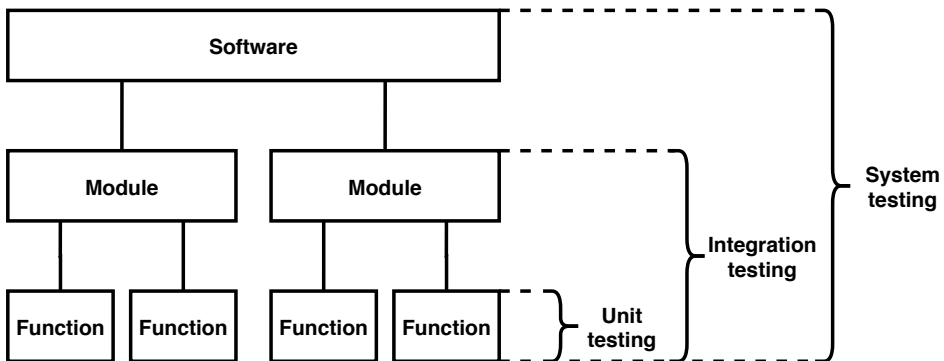 Software
Module
Module
System
testing
Integration
testing
Function
Function
Function
Function
Unit
testing